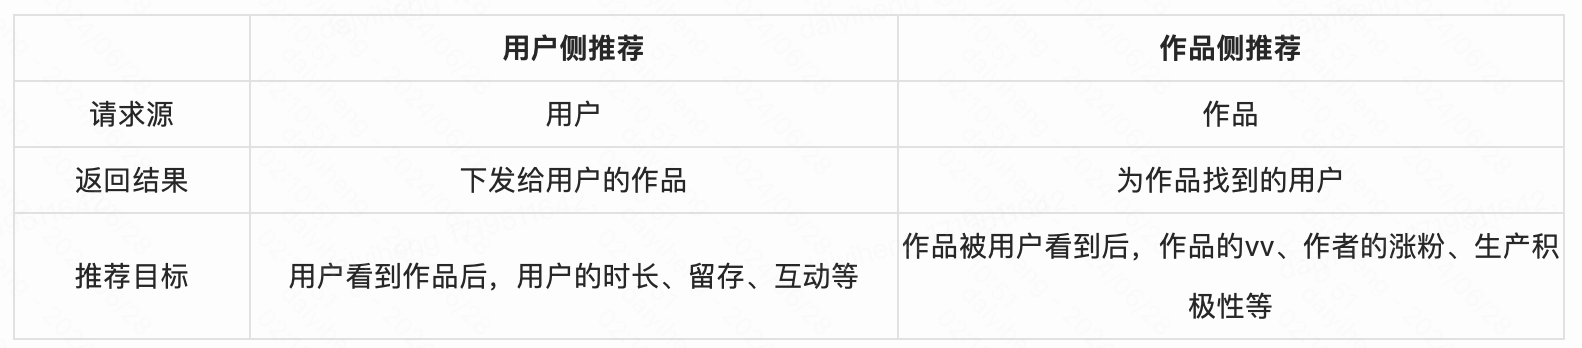 用户侧推荐 作品侧推荐
请求源 用户 作品
返回结果 下发给用户的作品 为作品找到的用户
推荐目标 用户看到作品后，用户的时长、留存、互动等 作品被用户看到后，作品的vv、作者的涨粉、生产积
极性等